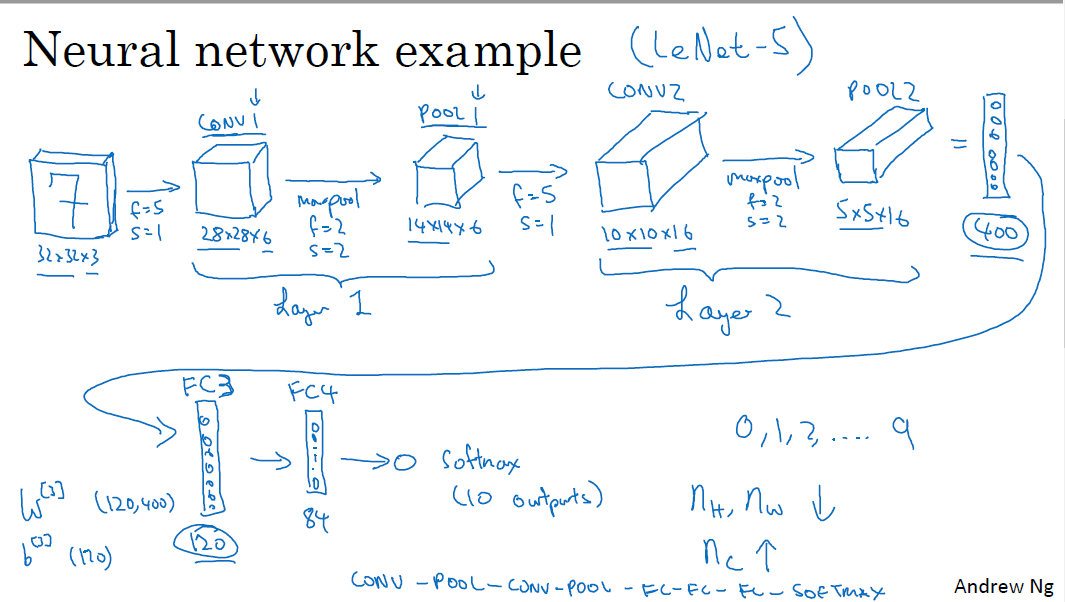 Neural network example (LeNet-5)
CONV1 POOL1 CONV2 POOL2
7
f=5
s=1
maxpool
f=2
s=2
f=5
s=1
maxpool
f=2
s=2
=
32×32×3 28×28×6 14×14×6 10×10×16 5×5×16 400
Layer 1 Layer 2
FC3 FC4
0, 1, 2, .... 9
Softmax
(10 outputs)
W[3] (120,400)
84
nH, nW ↓
b[3] (120)
120
nC ↑
CONV - POOL - CONV - POOL - FC - FC - FC - SOFTMAX
Andrew Ng